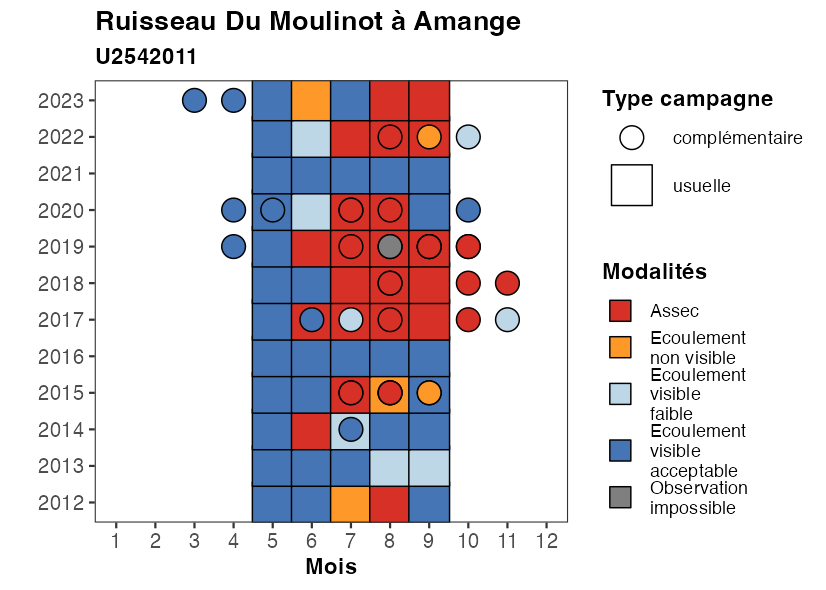 Ruisseau Du Moulinot à Amange
U2542011
2023
2022
2021
2020
2019
2018
2017
2016
2015
2014
2013
2012
1 2 3 4 5 6 7 8 9 10 11 12
Mois
Type campagne
complémentaire
usuelle
Modalités
Assec
Ecoulement
non visible
Ecoulement
visible
faible
Ecoulement
visible
acceptable
Observation
impossible